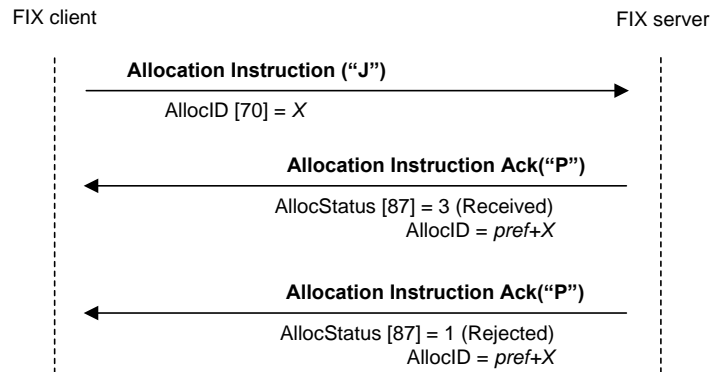 FIX client
FIX server
Allocation Instruction (“J”)
AllocID [70] = X
Allocation Instruction Ack(“P”)
AllocStatus [87] = 3 (Received)
AllocID = pref+X
Allocation Instruction Ack(“P”)
AllocStatus [87] = 1 (Rejected)
AllocID = pref+X